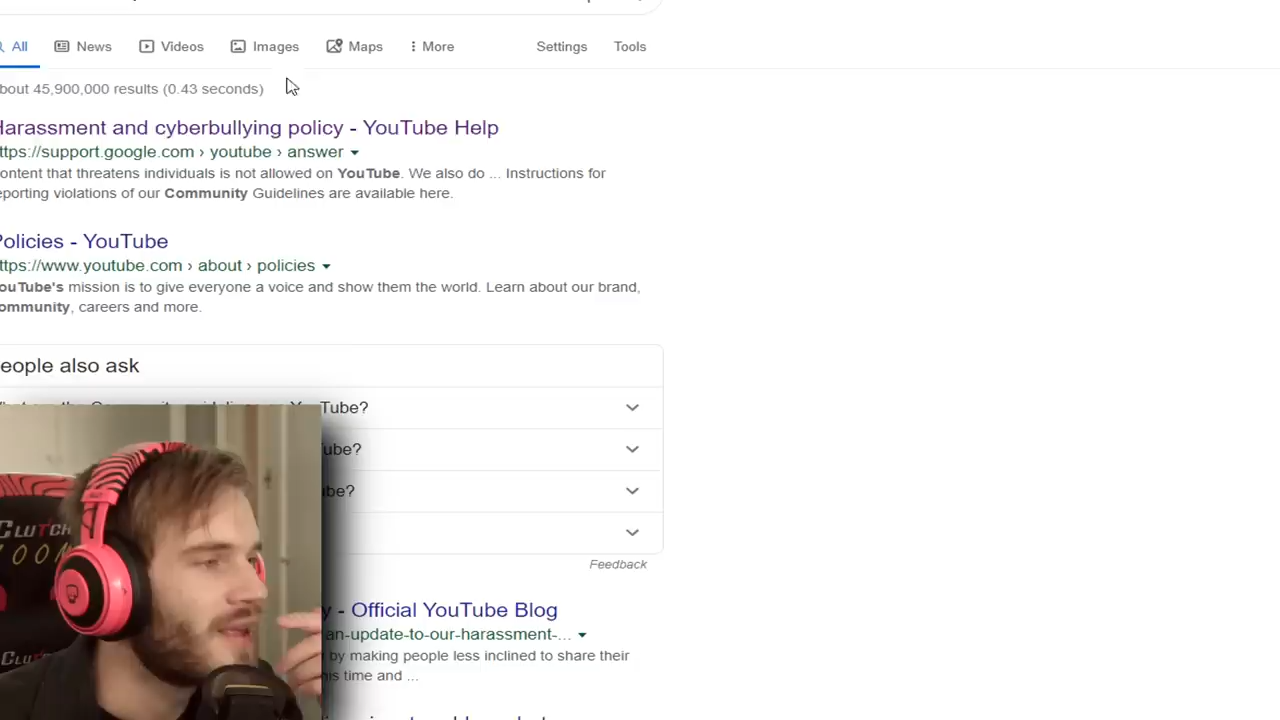 All News Videos Images Maps More Settings Tools
bout 45,900,000 results (0.43 seconds)
Harassment and cyberbullying policy - YouTube Help
ttps://support.google.com › youtube › answer
ontent that threatens individuals is not allowed on YouTube. We also do ... Instructions for
eporting violations of our Community Guidelines are available here.
Policies - YouTube
ttps://www.youtube.com › about › policies
ouTube's mission is to give everyone a voice and show them the world. Learn about our brand,
ommunity, careers and more.
eople also ask
YouTube?
ube?
ube?
Feedback
y - Official YouTube Blog
an-update-to-our-harassment-...
by making people less inclined to share their
is time and ...
CLUTCH